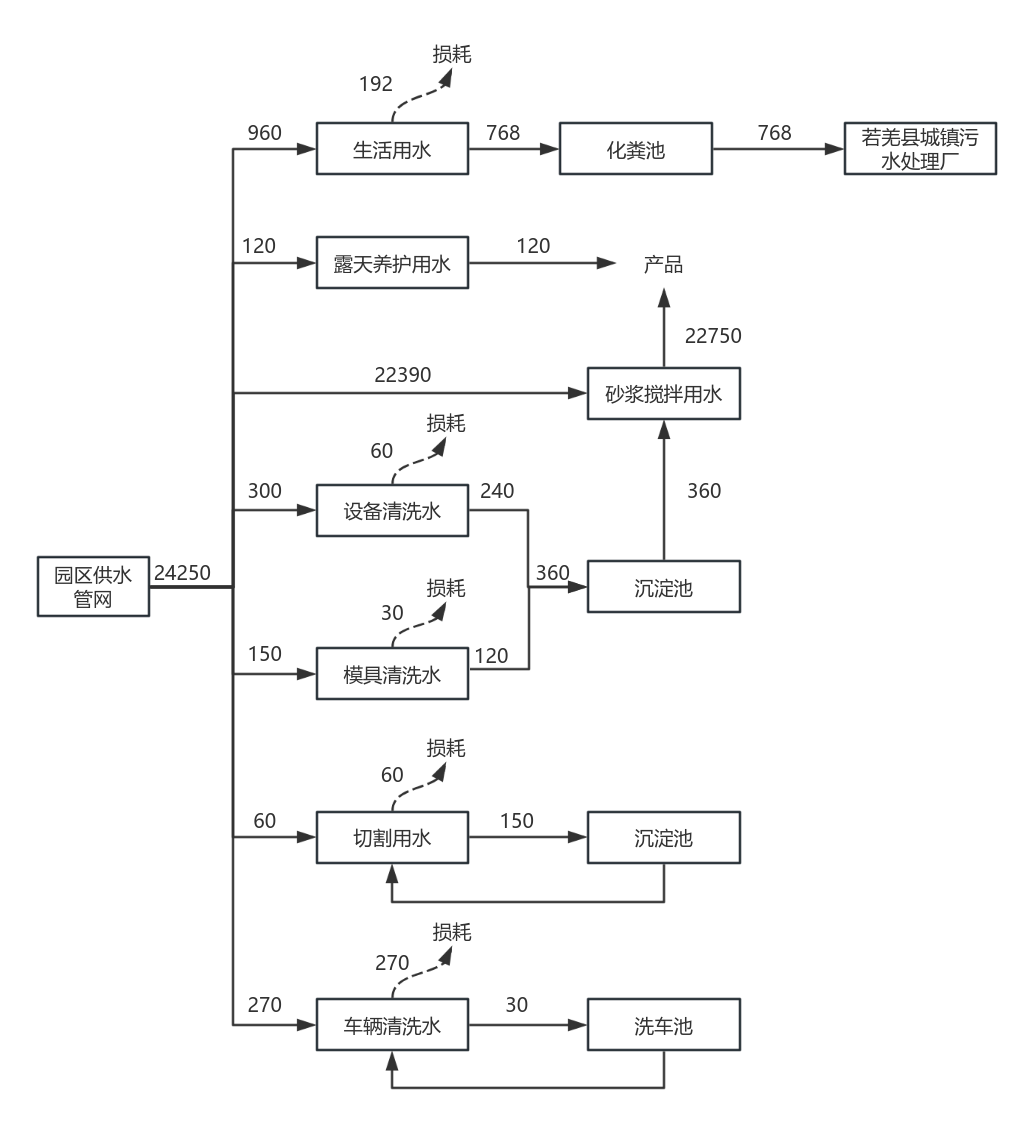 损耗
192
960
生活用水
768
化粪池
768
若羌县城镇污
水处理厂
120
露天养护用水
120
产品
22750
22390
砂浆搅拌用水
损耗
60
300
设备清洗水
240
360
园区供水
管网
24250
360
沉淀池
损耗
30
150
模具清洗水
120
损耗
60
60
切割用水
150
沉淀池
损耗
270
270
车辆清洗水
30
洗车池